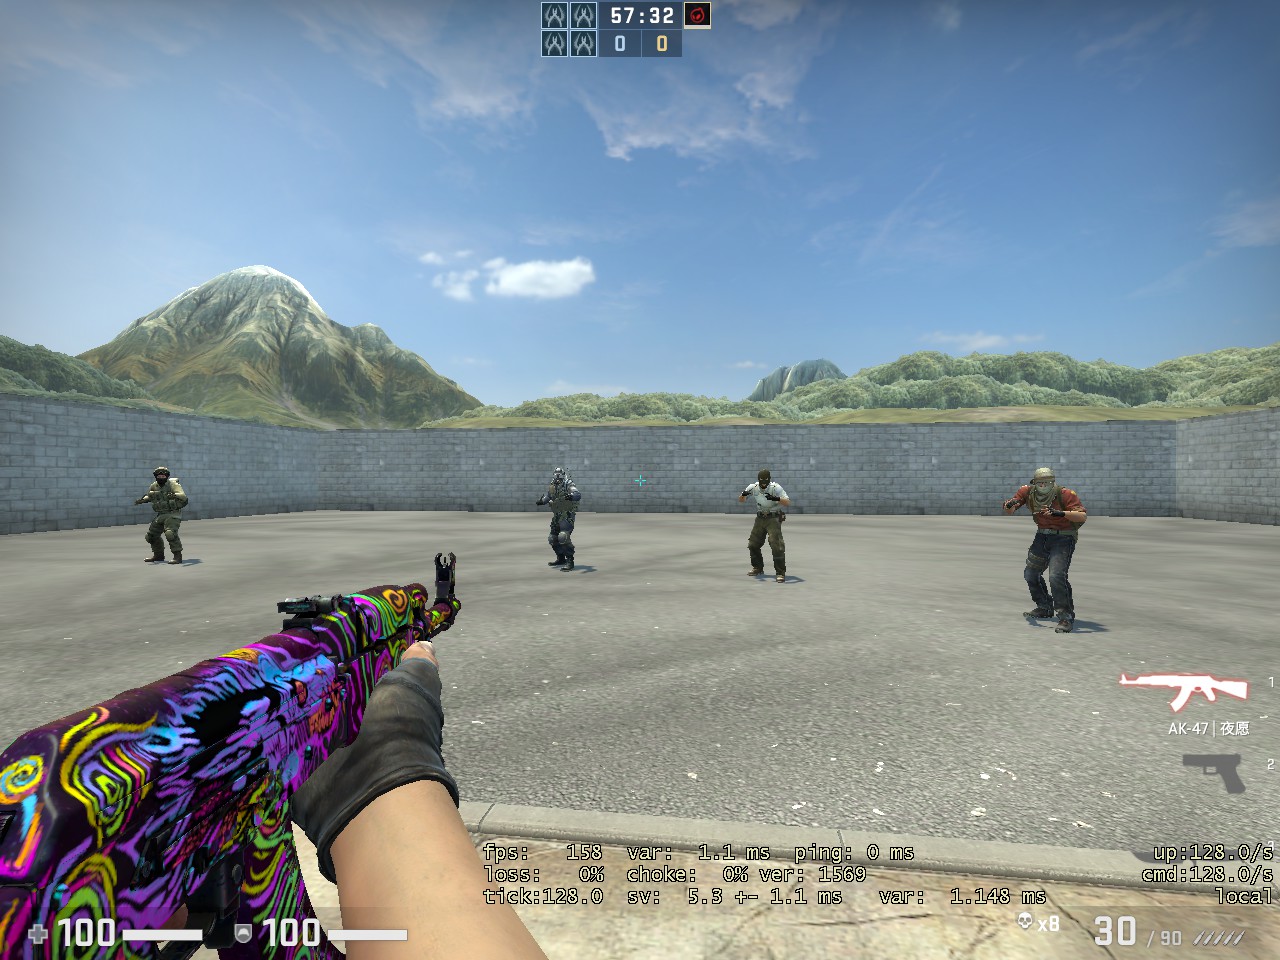 57:32
0 0
1
AK-47 | 夜愿
2
fps: 158 var: 1.1 ms ping: 0 ms
up:128.0/s
loss: 0% choke: 0% ver: 1569
cmd:128.0/s
tick:128.0 sv: 5.3 +- 1.1 ms var: 1.148 ms
local
100 100
x8 30 / 90